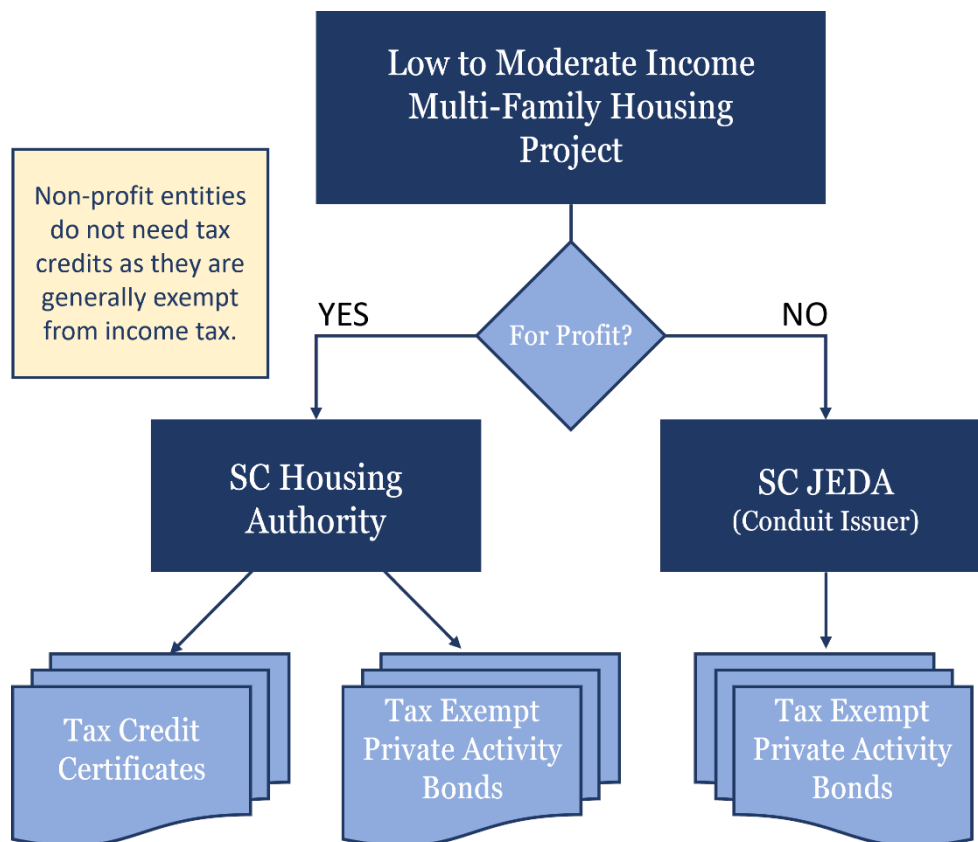 Low to Moderate Income
Multi-Family Housing
Project
Non-profit entities
do not need tax
credits as they are
generally exempt
from income tax.
YES
For Profit?
NO
SC Housing
Authority
SC JEDA
(Conduit Issuer)
Tax Credit
Certificates
Tax Exempt
Private Activity
Bonds
Tax Exempt
Private Activity
Bonds